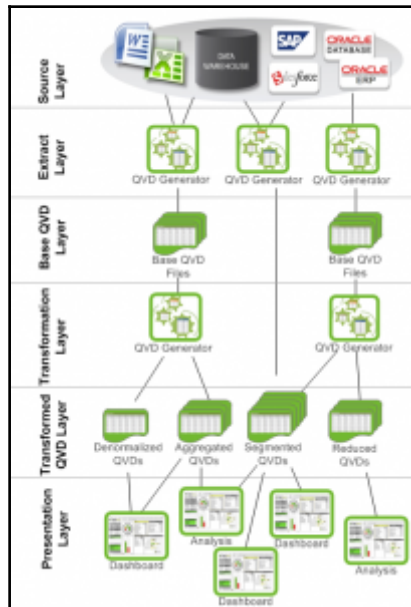 Source
Layer
W
X
DATA
WAREHOUSE
SAP
ORACLE
DATABASE
salesforce
ORACLE
ERP
Extract
Layer
QVD Generator
QVD Generator
QVD Generator
Base QVD
Layer
Base QVD
Files
Base QVD
Files
Transformation
Layer
QVD Generator
QVD Generator
Transformed
QVD Layer
Denormalized
QVDs
Aggregated
QVDs
Segmented
QVDs
Reduced
QVDs
Presentation
Layer
Dashboard
Analysis
Dashboard
Dashboard
Analysis